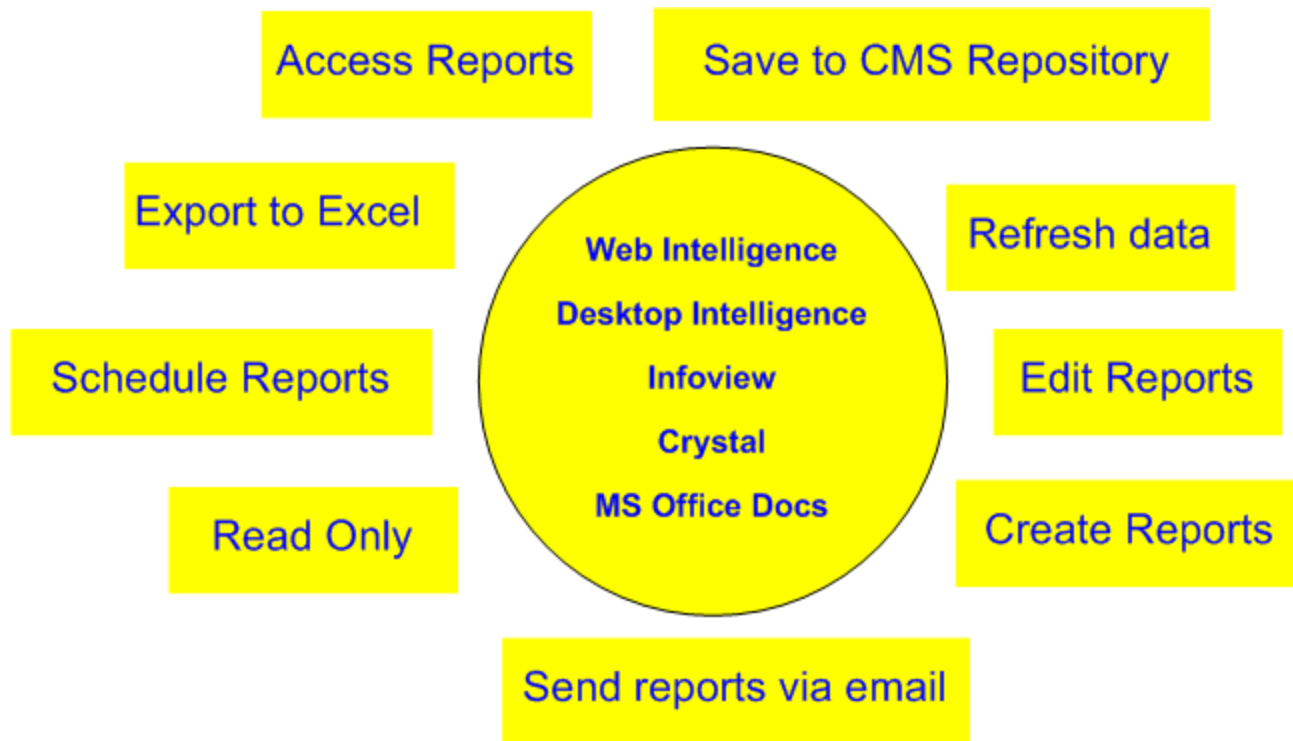 Access Reports
Save to CMS Repository
Export to Excel
Refresh data
Web Intelligence
Desktop Intelligence
Infoview
Crystal
MS Office Docs
Schedule Reports
Edit Reports
Read Only
Create Reports
Send reports via email